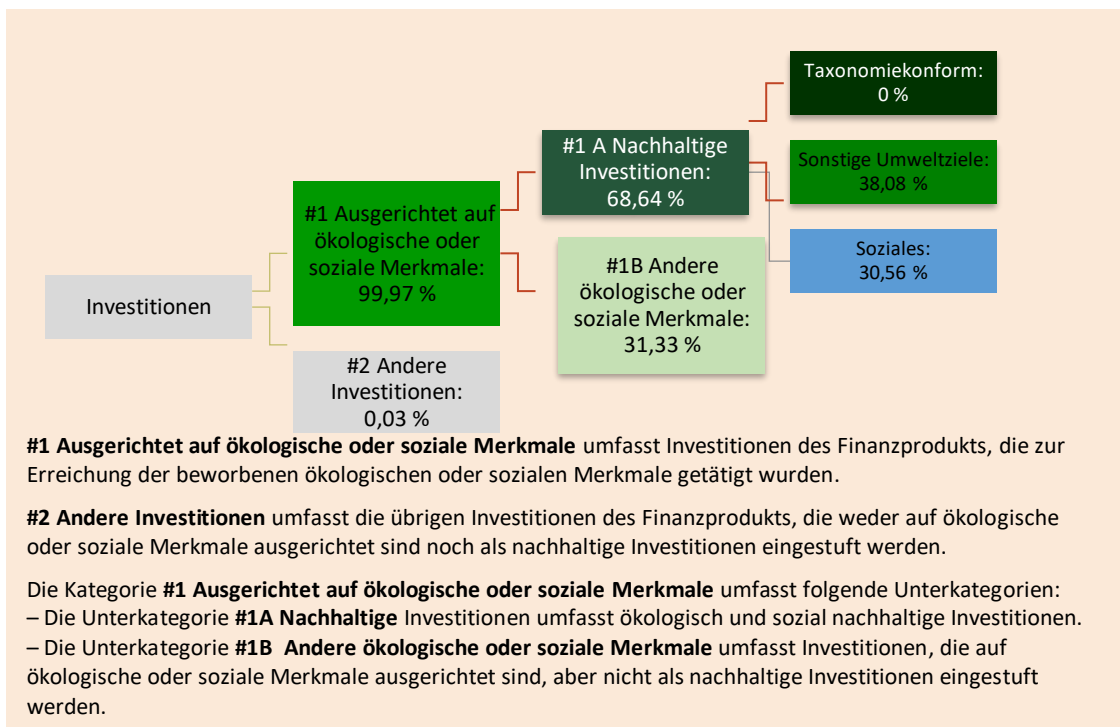 Investitionen
#1 Ausgerichtet auf
ökologische oder
soziale Merkmale:
99,97 %
#2 Andere
Investitionen:
0,03 %
#1 A Nachhaltige
Investitionen:
68,64 %
#1B Andere
ökologische oder
soziale Merkmale:
31,33 %
Taxonomiekonform:
0 %
Sonstige Umweltziele:
38,08 %
Soziales:
30,56 %
#1 Ausgerichtet auf ökologische oder soziale Merkmale umfasst Investitionen des Finanzprodukts, die zur
Erreichung der beworbenen ökologischen oder sozialen Merkmale getätigt wurden.
#2 Andere Investitionen umfasst die übrigen Investitionen des Finanzprodukts, die weder auf ökologische
oder soziale Merkmale ausgerichtet sind noch als nachhaltige Investitionen eingestuft werden.
Die Kategorie #1 Ausgerichtet auf ökologische oder soziale Merkmale umfasst folgende Unterkategorien:
– Die Unterkategorie #1A Nachhaltige Investitionen umfasst ökologisch und sozial nachhaltige Investitionen.
– Die Unterkategorie #1B Andere ökologische oder soziale Merkmale umfasst Investitionen, die auf
ökologische oder soziale Merkmale ausgerichtet sind, aber nicht als nachhaltige Investitionen eingestuft
werden.